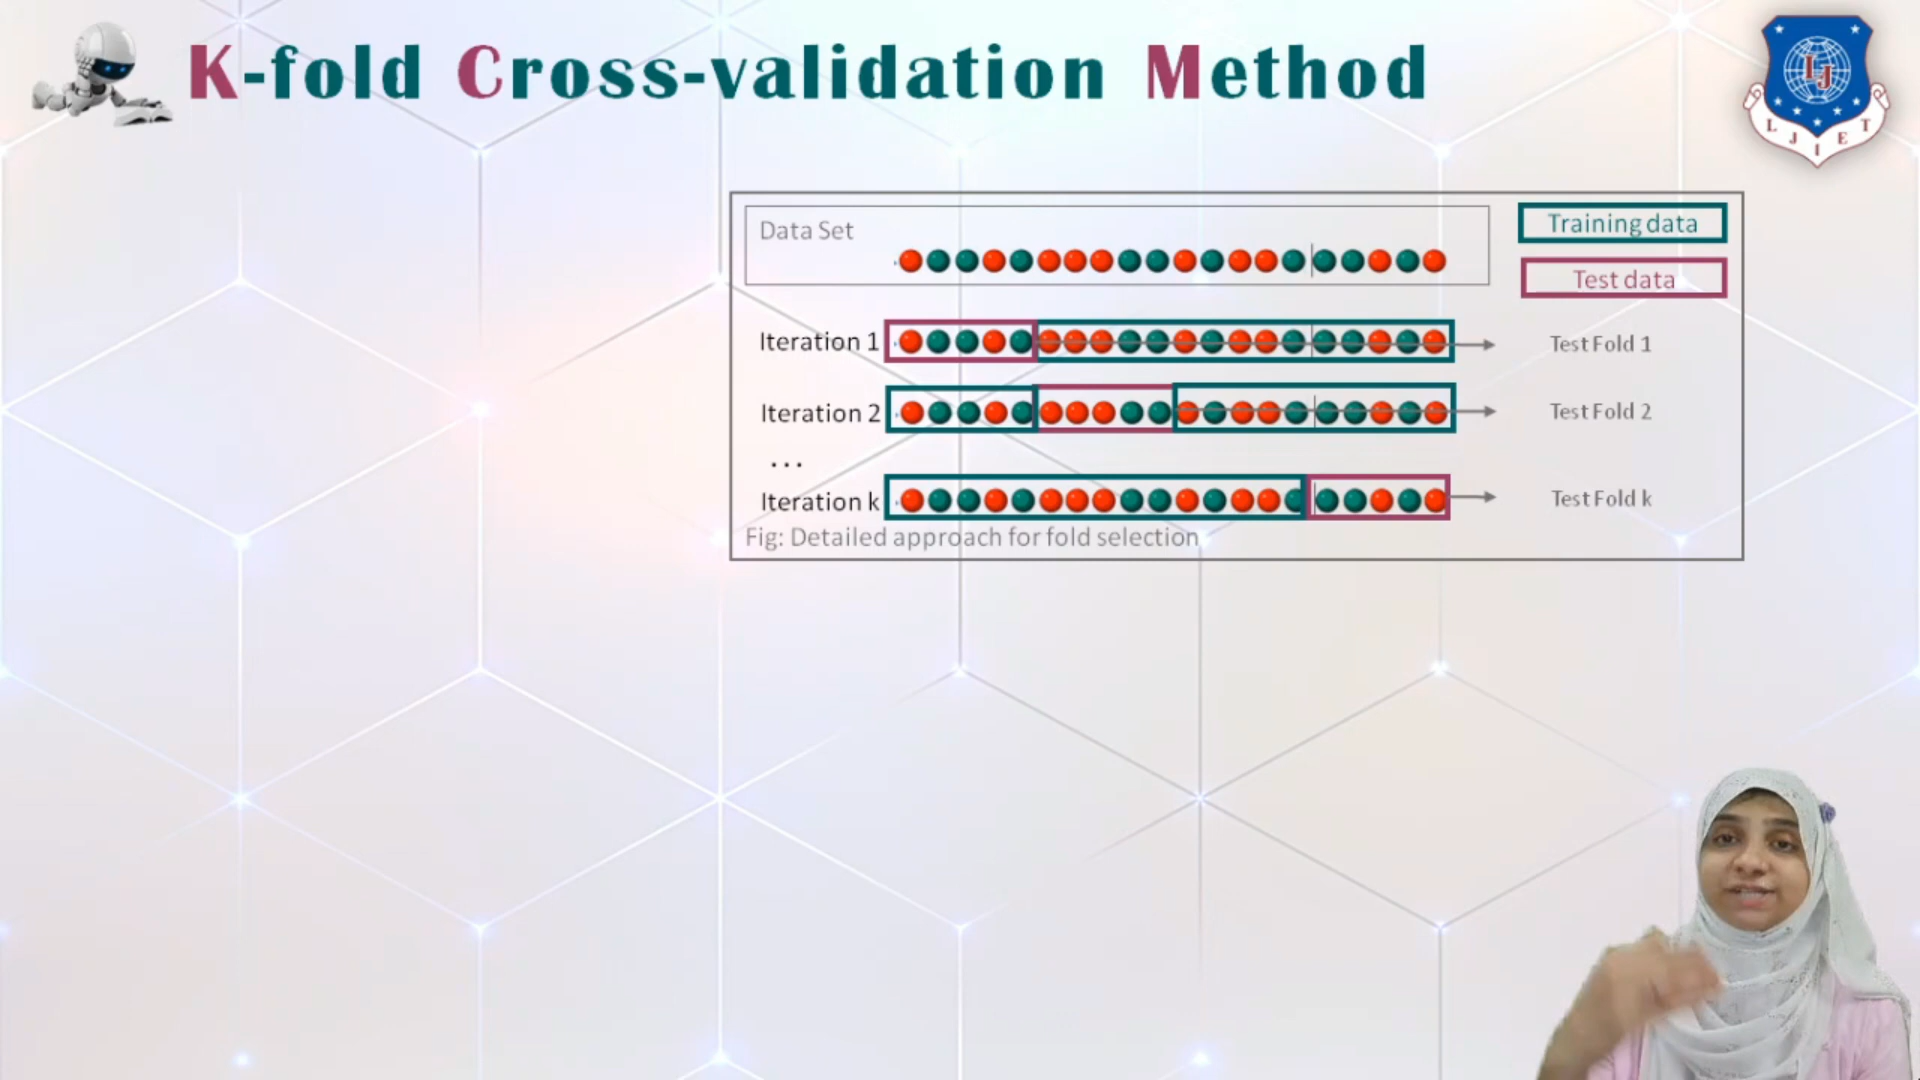 K-fold Cross-validation Method
L J I E T
LJ
Data Set
Training data
Test data
Iteration 1
Test Fold 1
Iteration 2
Test Fold 2
...
Iteration k
Test Fold k
Fig: Detailed approach for fold selection